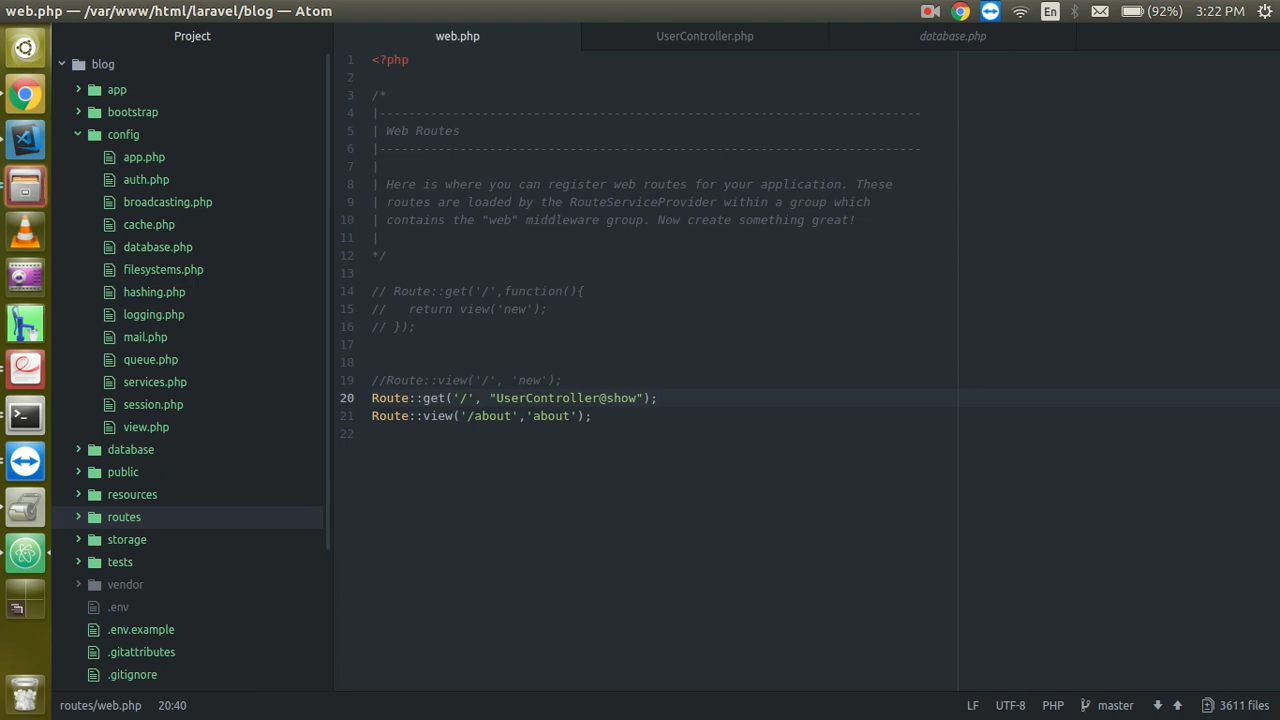 web.php — /var/www/html/laravel/blog — Atom
En
(92%)
3:22 PM
Project
web.php
UserController.php
database.php
blog
app
bootstrap
config
app.php
auth.php
broadcasting.php
cache.php
database.php
filesystems.php
hashing.php
logging.php
mail.php
queue.php
services.php
session.php
view.php
database
public
resources
routes
storage
tests
vendor
.env
.env.example
.gitattributes
.gitignore
1 <?php
2
3 /*
4 |--------------------------------------------------------------------------
5 | Web Routes
6 |--------------------------------------------------------------------------
7 |
8 | Here is where you can register web routes for your application. These
9 | routes are loaded by the RouteServiceProvider within a group which
10 | contains the "web" middleware group. Now create something great!
11 |
12 */
13
14 // Route::get('/',function(){
15 //   return view('new');
16 // });
17
18
19 //Route::view('/', 'new');
20 Route::get('/', "UserController@show");
21 Route::view('/about','about');
22
routes/web.php 20:40
LF UTF-8 PHP master 3611 files